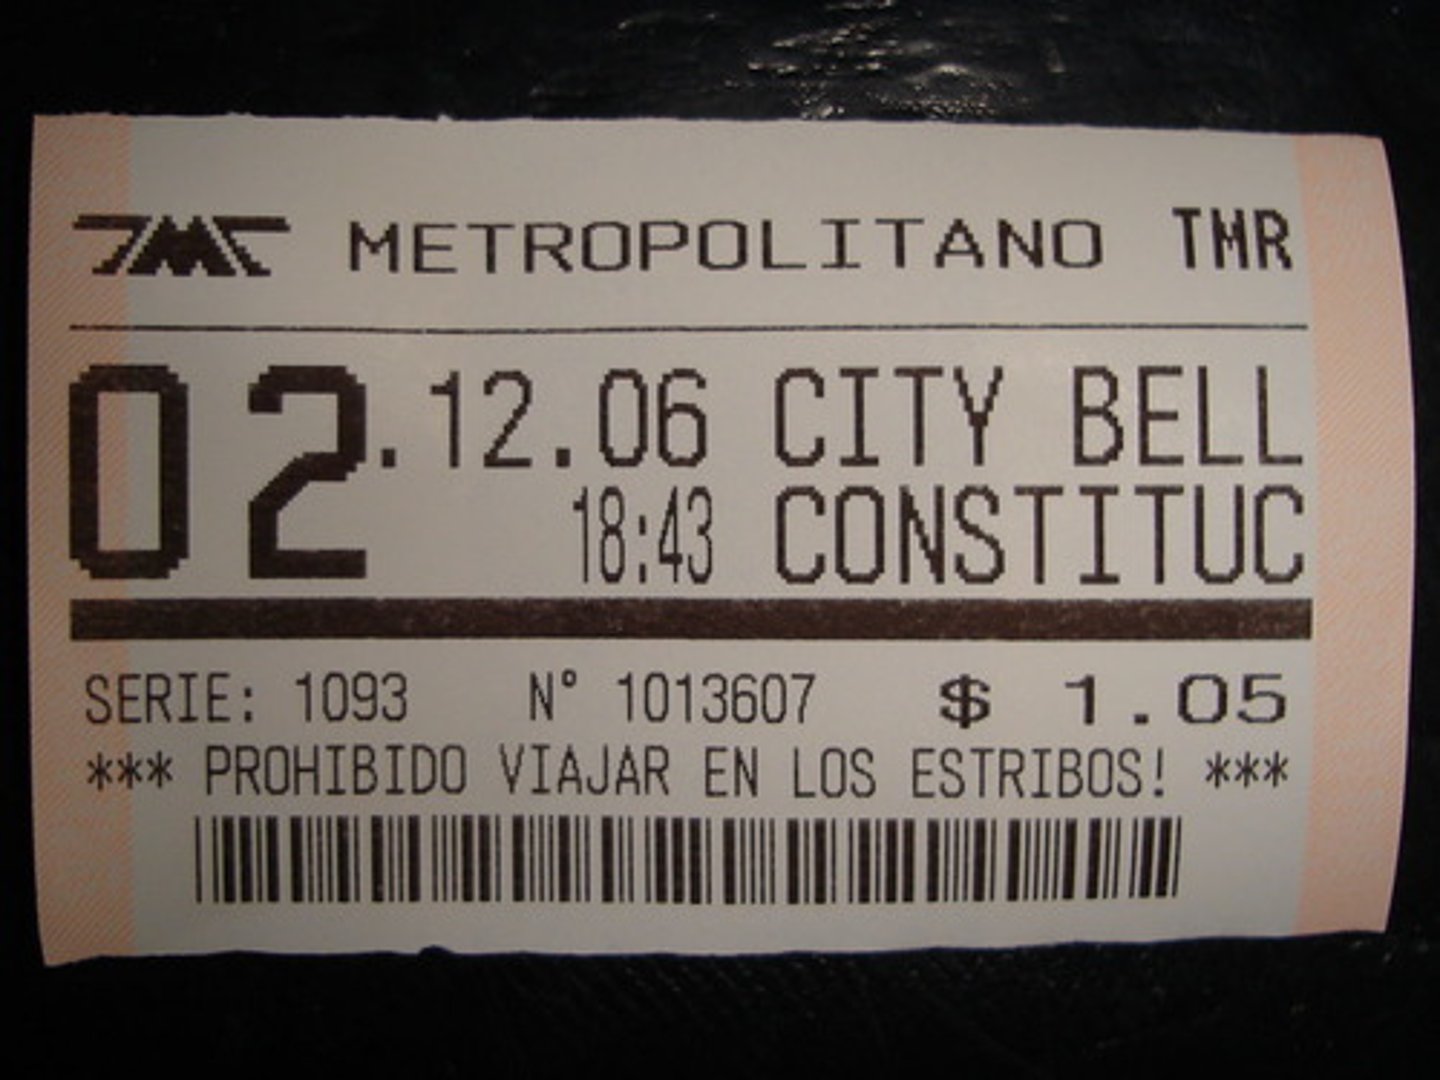 TMC METROPOLITANO TMR
02.12.06 CITY BELL
18:43 CONSTITUC
SERIE: 1093 N° 1013607 $ 1.05
*** PROHIBIDO VIAJAR EN LOS ESTRIBOS! ***